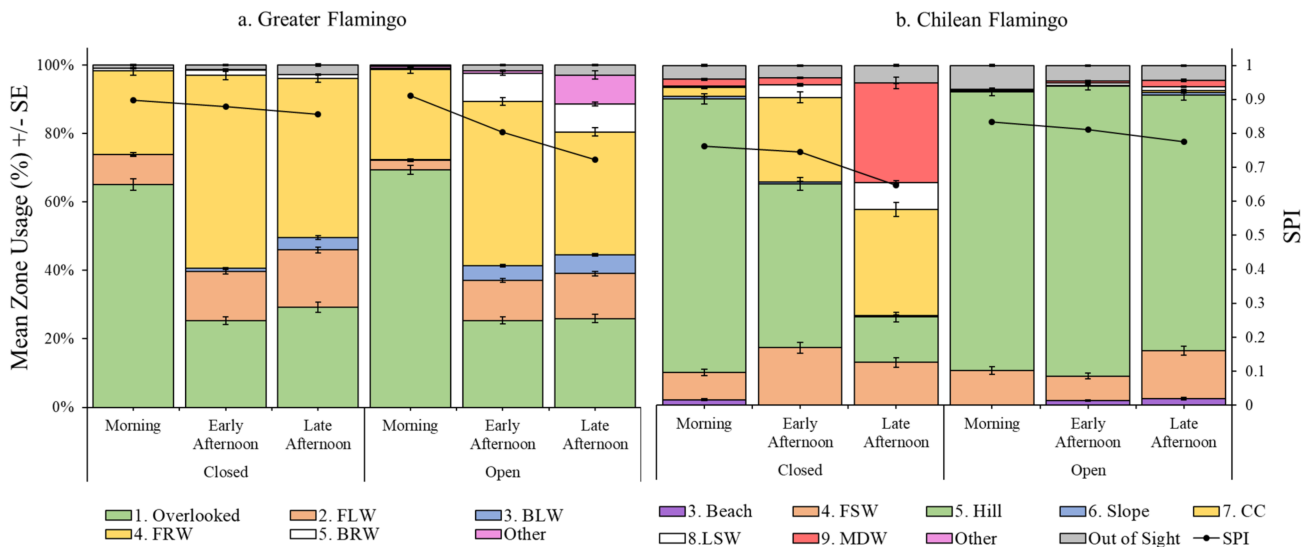 a. Greater Flamingo
b. Chilean Flamingo
Mean Zone Usage (%) +/- SE
100%
80%
60%
40%
20%
0%
1
0.9
0.8
0.7
0.6
0.5
0.4
0.3
0.2
0.1
0
SPI
Morning
Early
Afternoon
Late
Afternoon
Morning
Early
Afternoon
Late
Afternoon
Closed
Open
Morning
Early
Afternoon
Late
Afternoon
Morning
Early
Afternoon
Late
Afternoon
Closed
Open
1. Overlooked
2. FLW
3. BLW
4. FRW
5. BRW
Other
3. Beach
4. FSW
5. Hill
6. Slope
7. CC
8.LSW
9. MDW
Other
Out of Sight
SPI